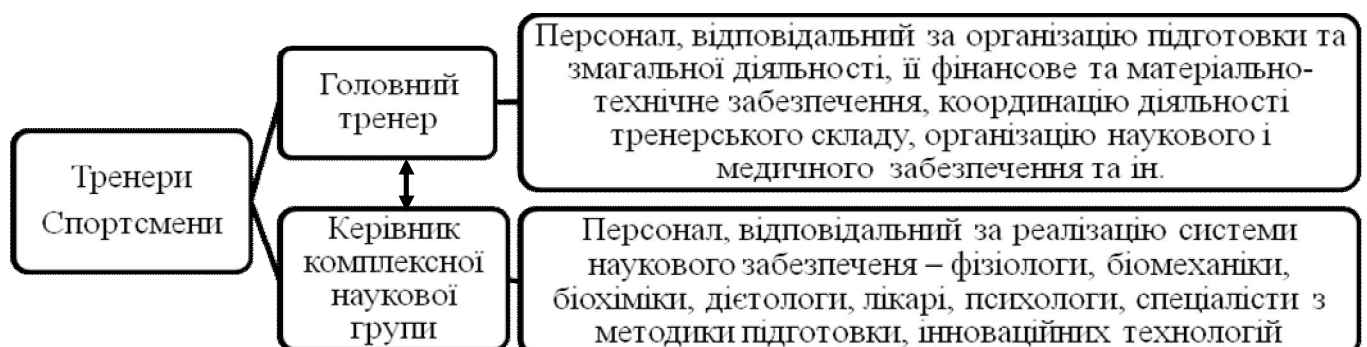 Тренери
Спортсмени
Головний
тренер
Персонал, відповідальний за організацію підготовки та
змагальної діяльності, її фінансове та матеріально-
технічне забезпечення, координацію діяльності
тренерського складу, організацію наукового і
медичного забезпечення та ін.
Керівник
комплексної
наукової
групи
Персонал, відповідальний за реалізацію системи
наукового забезпеченя – фізіологи, біомеханіки,
біохіміки, дієтологи, лікарі, психологи, спеціалісти з
методики підготовки, інноваційних технологій